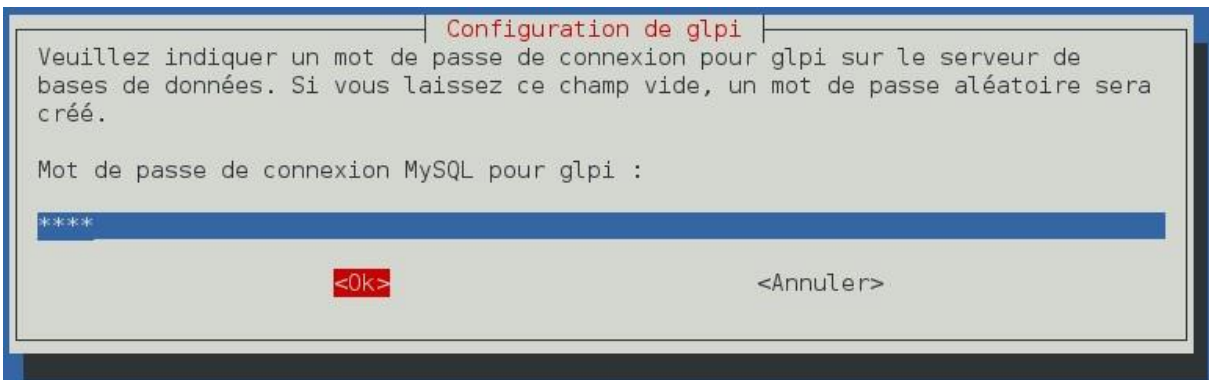 Configuration de glpi
Veuillez indiquer un mot de passe de connexion pour glpi sur le serveur de
bases de données. Si vous laissez ce champ vide, un mot de passe aléatoire sera
créé.
Mot de passe de connexion MySQL pour glpi :
****
<Ok> <Annuler>